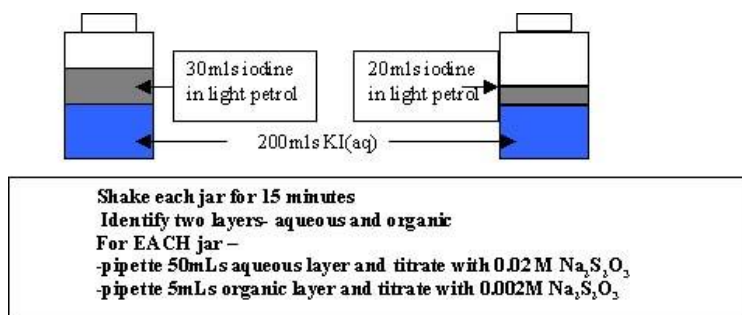 30mls iodine
in light petrol
20mls iodine
in light petrol
200mls KI(aq)
Shake each jar for 15 minutes
Identify two layers- aqueous and organic
For EACH jar –
-pipette 50mLs aqueous layer and titrate with 0.02M Na₂S₂O₃
-pipette 5mLs organic layer and titrate with 0.002M Na₂S₂O₃